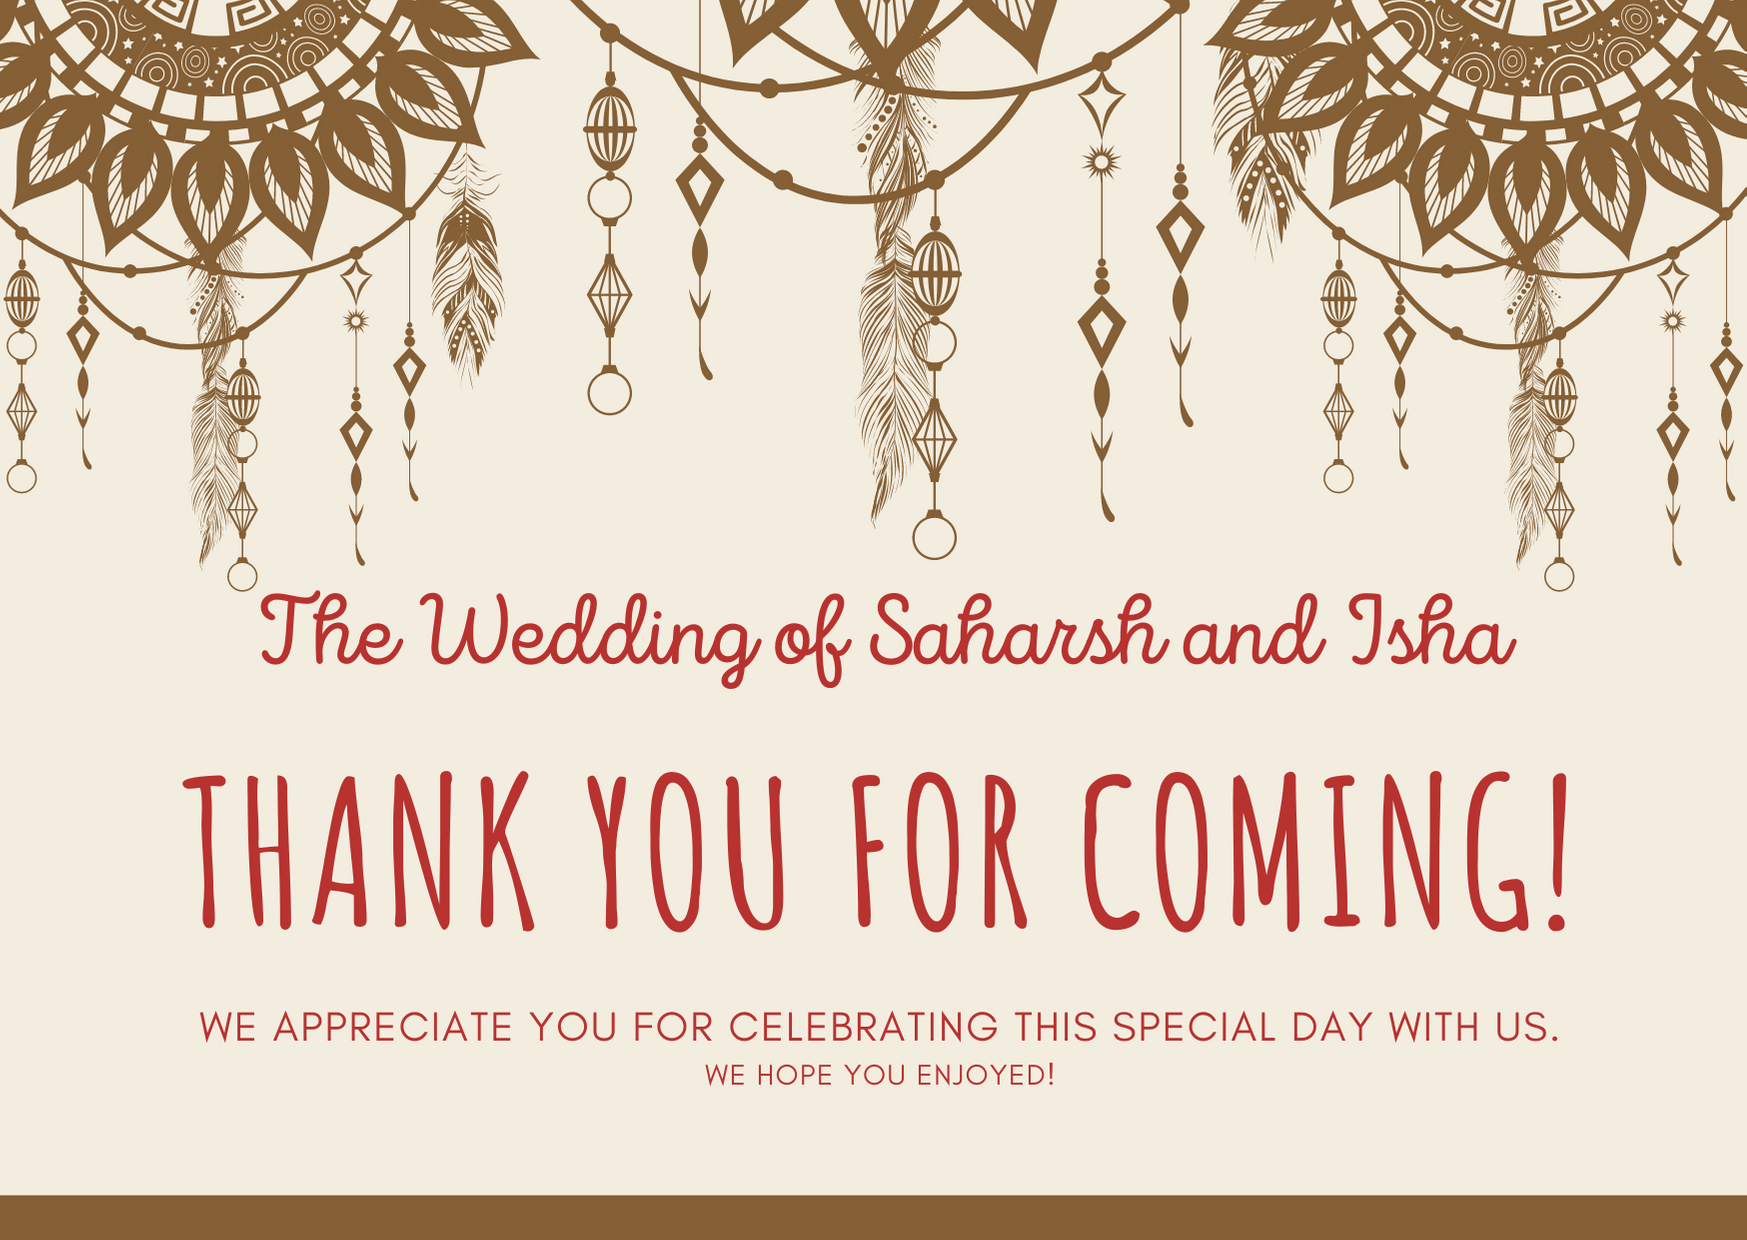 The Wedding of Saharsh and Isha
THANK YOU FOR COMING!
WE APPRECIATE YOU FOR CELEBRATING THIS SPECIAL DAY WITH US.
WE HOPE YOU ENJOYED!